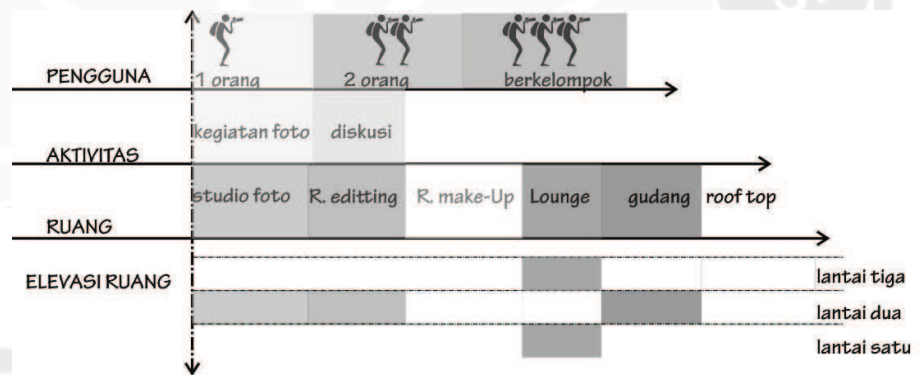 PENGGUNA
1 orang
2 orang
berkelompok
AKTIVITAS
kegiatan foto
diskusi
RUANG
studio foto
R. editting
R. make-Up
Lounge
gudang
roof top
ELEVASI RUANG
lantai tiga
lantai dua
lantai satu